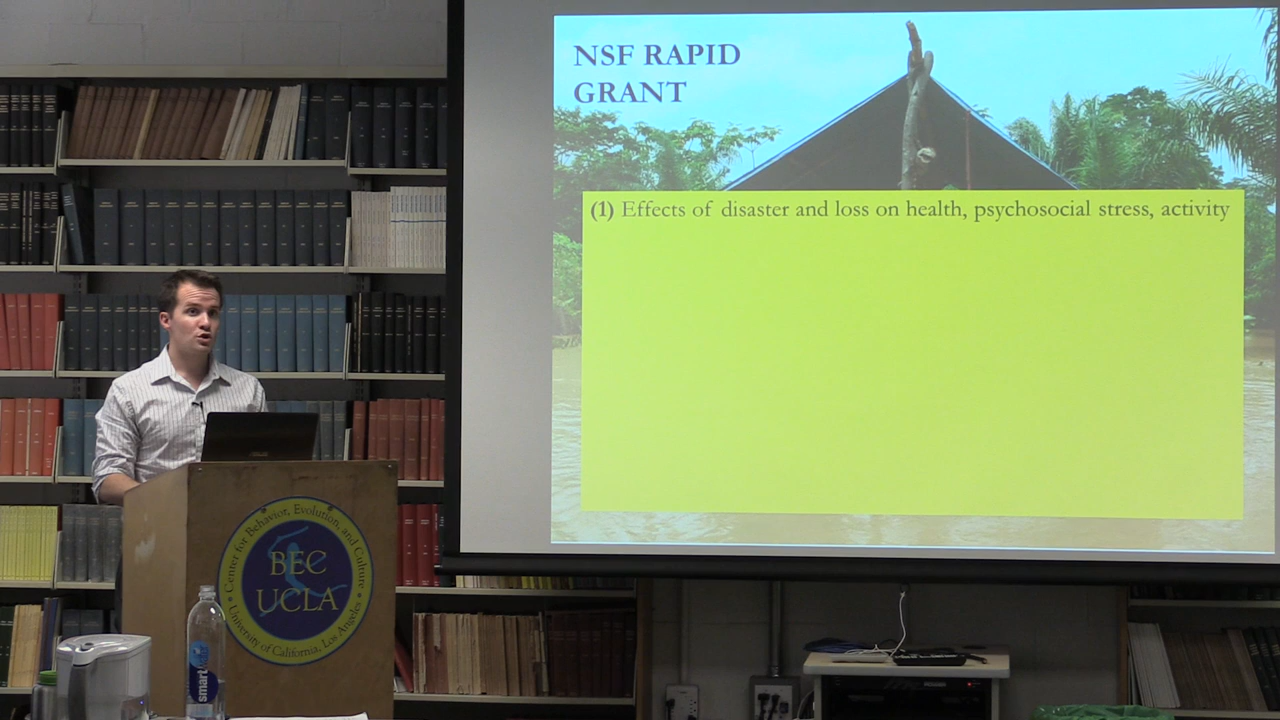 NSF RAPID
GRANT
(1) Effects of disaster and loss on health, psychosocial stress, activity
Center for Behavior, Evolution, and Culture
BEC
UCLA
University of California, Los Angeles
smart